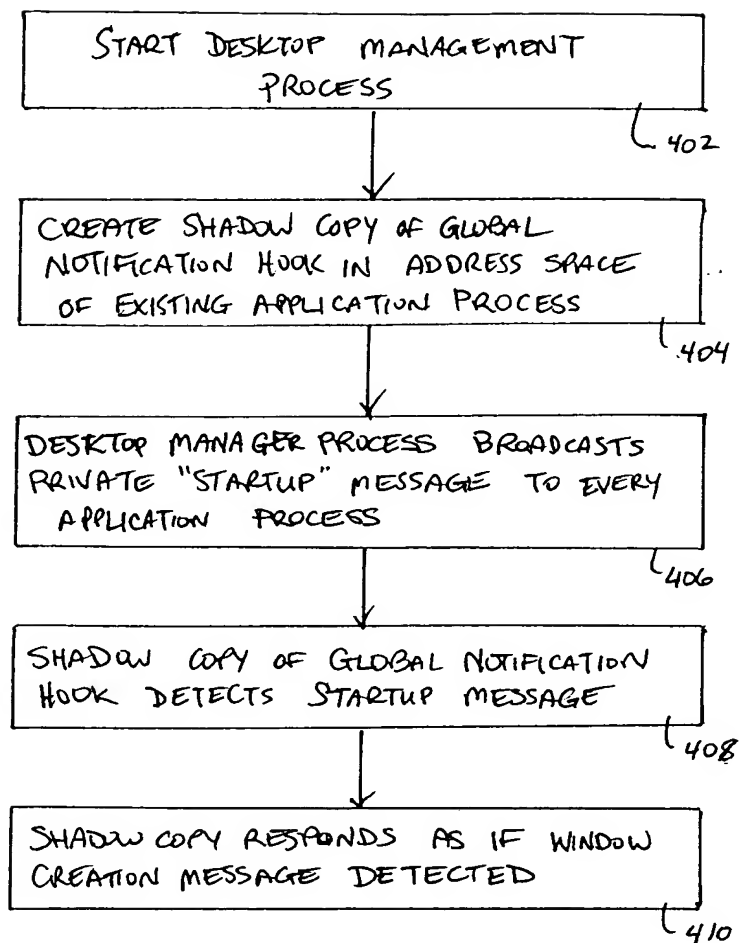 START DESKTOP MANAGEMENT
PROCESS
402
CREATE SHADOW COPY OF GLOBAL
NOTIFICATION HOOK IN ADDRESS SPACE
OF EXISTING APPLICATION PROCESS
404
DESKTOP MANAGER PROCESS BROADCASTS
PRIVATE "STARTUP" MESSAGE TO EVERY
APPLICATION PROCESS
406
SHADOW COPY OF GLOBAL NOTIFICATION
HOOK DETECTS STARTUP MESSAGE
408
SHADOW COPY RESPONDS AS IF WINDOW
CREATION MESSAGE DETECTED
410